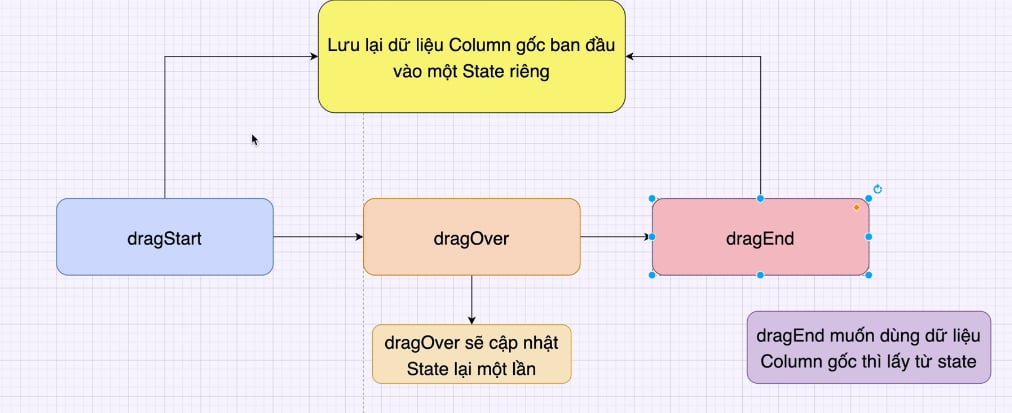 Lưu lại dữ liệu Column gốc ban đầu
vào một State riêng
dragStart
dragOver
dragEnd
dragOver sẽ cập nhật
State lại một lần
dragEnd muốn dùng dữ liệu
Column gốc thì lấy từ state